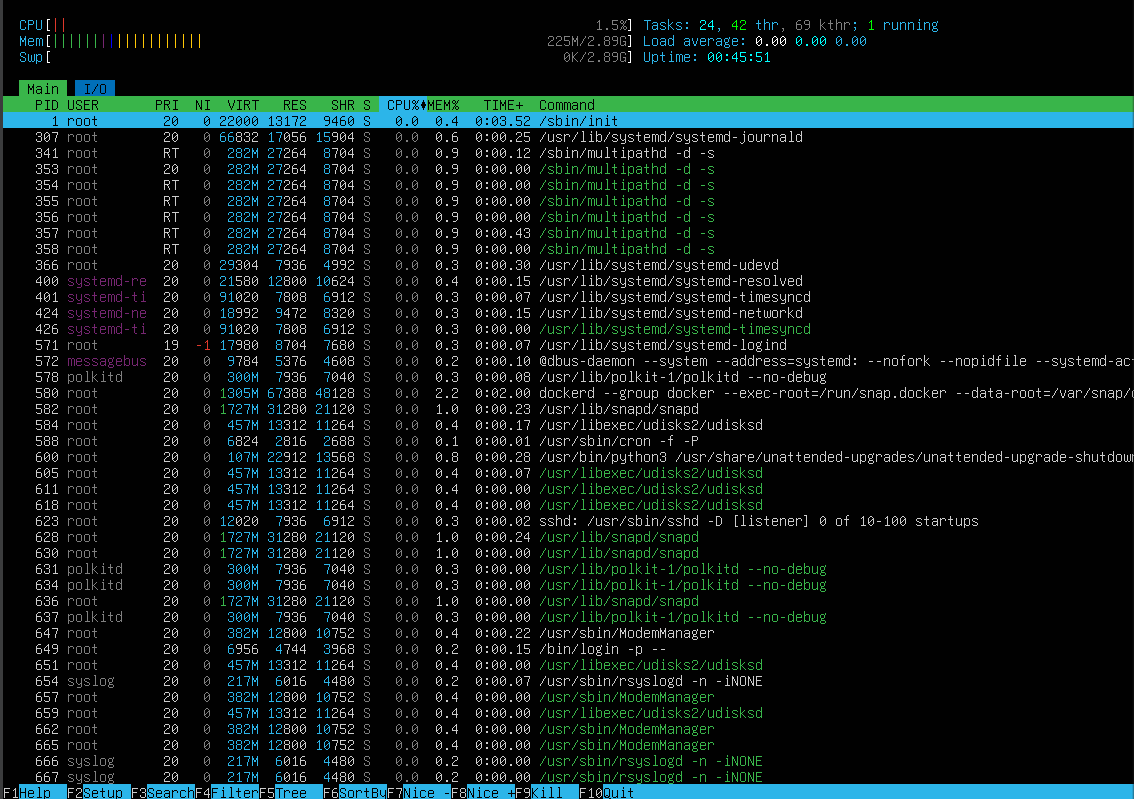 CPU[|| 1.5%] Tasks: 24, 42 thr, 69 kthr; 1 running
Mem[||||||||||||||||||| 225M/2.89G] Load average: 0.00 0.00 0.00
Swp[ 0K/2.89G] Uptime: 00:45:51
Main I/O
PID USER PRI NI VIRT RES SHR S CPU%♦MEM% TIME+ Command
1 root 20 0 22000 13172 9460 S 0.0 0.4 0:03.52 /sbin/init
307 root 20 0 66832 17056 15904 S 0.0 0.6 0:00.25 /usr/lib/systemd/systemd-journald
341 root RT 0 282M 27264 8704 S 0.0 0.9 0:00.12 /sbin/multipathd -d -s
353 root 20 0 282M 27264 8704 S 0.0 0.9 0:00.00 /sbin/multipathd -d -s
354 root RT 0 282M 27264 8704 S 0.0 0.9 0:00.00 /sbin/multipathd -d -s
355 root RT 0 282M 27264 8704 S 0.0 0.9 0:00.00 /sbin/multipathd -d -s
356 root RT 0 282M 27264 8704 S 0.0 0.9 0:00.00 /sbin/multipathd -d -s
357 root RT 0 282M 27264 8704 S 0.0 0.9 0:00.43 /sbin/multipathd -d -s
358 root RT 0 282M 27264 8704 S 0.0 0.9 0:00.00 /sbin/multipathd -d -s
366 root 20 0 29304 7936 4992 S 0.0 0.3 0:00.30 /usr/lib/systemd/systemd-udevd
400 systemd-re 20 0 21580 12800 10624 S 0.0 0.4 0:00.15 /usr/lib/systemd/systemd-resolved
401 systemd-ti 20 0 91020 7808 6912 S 0.0 0.3 0:00.07 /usr/lib/systemd/systemd-timesyncd
424 systemd-ne 20 0 18992 9472 8320 S 0.0 0.3 0:00.15 /usr/lib/systemd/systemd-networkd
426 systemd-ti 20 0 91020 7808 6912 S 0.0 0.3 0:00.00 /usr/lib/systemd/systemd-timesyncd
571 root 19 -1 17980 8704 7680 S 0.0 0.3 0:00.07 /usr/lib/systemd/systemd-logind
572 messagebus 20 0 9784 5376 4608 S 0.0 0.2 0:00.10 @dbus-daemon --system --address=systemd: --nofork --nopidfile --systemd-ac
578 polkitd 20 0 300M 7936 7040 S 0.0 0.3 0:00.08 /usr/lib/polkit-1/polkitd --no-debug
580 root 20 0 1305M 67388 48128 S 0.0 2.2 0:02.00 dockerd --group docker --exec-root=/run/snap.docker --data-root=/var/snap/
582 root 20 0 1727M 31280 21120 S 0.0 1.0 0:00.23 /usr/lib/snapd/snapd
584 root 20 0 457M 13312 11264 S 0.0 0.4 0:00.17 /usr/libexec/udisks2/udisksd
588 root 20 0 6824 2816 2688 S 0.0 0.1 0:00.01 /usr/sbin/cron -f -P
600 root 20 0 107M 22912 13568 S 0.0 0.8 0:00.28 /usr/bin/python3 /usr/share/unattended-upgrades/unattended-upgrade-shutdow
605 root 20 0 457M 13312 11264 S 0.0 0.4 0:00.07 /usr/libexec/udisks2/udisksd
611 root 20 0 457M 13312 11264 S 0.0 0.4 0:00.00 /usr/libexec/udisks2/udisksd
618 root 20 0 457M 13312 11264 S 0.0 0.4 0:00.00 /usr/libexec/udisks2/udisksd
623 root 20 0 12020 7936 6912 S 0.0 0.3 0:00.02 sshd: /usr/sbin/sshd -D [listener] 0 of 10-100 startups
628 root 20 0 1727M 31280 21120 S 0.0 1.0 0:00.24 /usr/lib/snapd/snapd
630 root 20 0 1727M 31280 21120 S 0.0 1.0 0:00.00 /usr/lib/snapd/snapd
631 polkitd 20 0 300M 7936 7040 S 0.0 0.3 0:00.00 /usr/lib/polkit-1/polkitd --no-debug
634 polkitd 20 0 300M 7936 7040 S 0.0 0.3 0:00.00 /usr/lib/polkit-1/polkitd --no-debug
636 root 20 0 1727M 31280 21120 S 0.0 1.0 0:00.00 /usr/lib/snapd/snapd
637 polkitd 20 0 300M 7936 7040 S 0.0 0.3 0:00.00 /usr/lib/polkit-1/polkitd --no-debug
647 root 20 0 382M 12800 10752 S 0.0 0.4 0:00.22 /usr/sbin/ModemManager
649 root 20 0 6956 4744 3968 S 0.0 0.2 0:00.15 /bin/login -p --
651 root 20 0 457M 13312 11264 S 0.0 0.4 0:00.00 /usr/libexec/udisks2/udisksd
654 syslog 20 0 217M 6016 4480 S 0.0 0.2 0:00.07 /usr/sbin/rsyslogd -n -iNONE
657 root 20 0 382M 12800 10752 S 0.0 0.4 0:00.00 /usr/sbin/ModemManager
659 root 20 0 457M 13312 11264 S 0.0 0.4 0:00.00 /usr/libexec/udisks2/udisksd
662 root 20 0 382M 12800 10752 S 0.0 0.4 0:00.00 /usr/sbin/ModemManager
665 root 20 0 382M 12800 10752 S 0.0 0.4 0:00.00 /usr/sbin/ModemManager
666 syslog 20 0 217M 6016 4480 S 0.0 0.2 0:00.00 /usr/sbin/rsyslogd -n -iNONE
667 syslog 20 0 217M 6016 4480 S 0.0 0.2 0:00.00 /usr/sbin/rsyslogd -n -iNONE
F1Help F2Setup F3SearchF4FilterF5Tree F6SortByF7Nice -F8Nice +F9Kill F10Quit